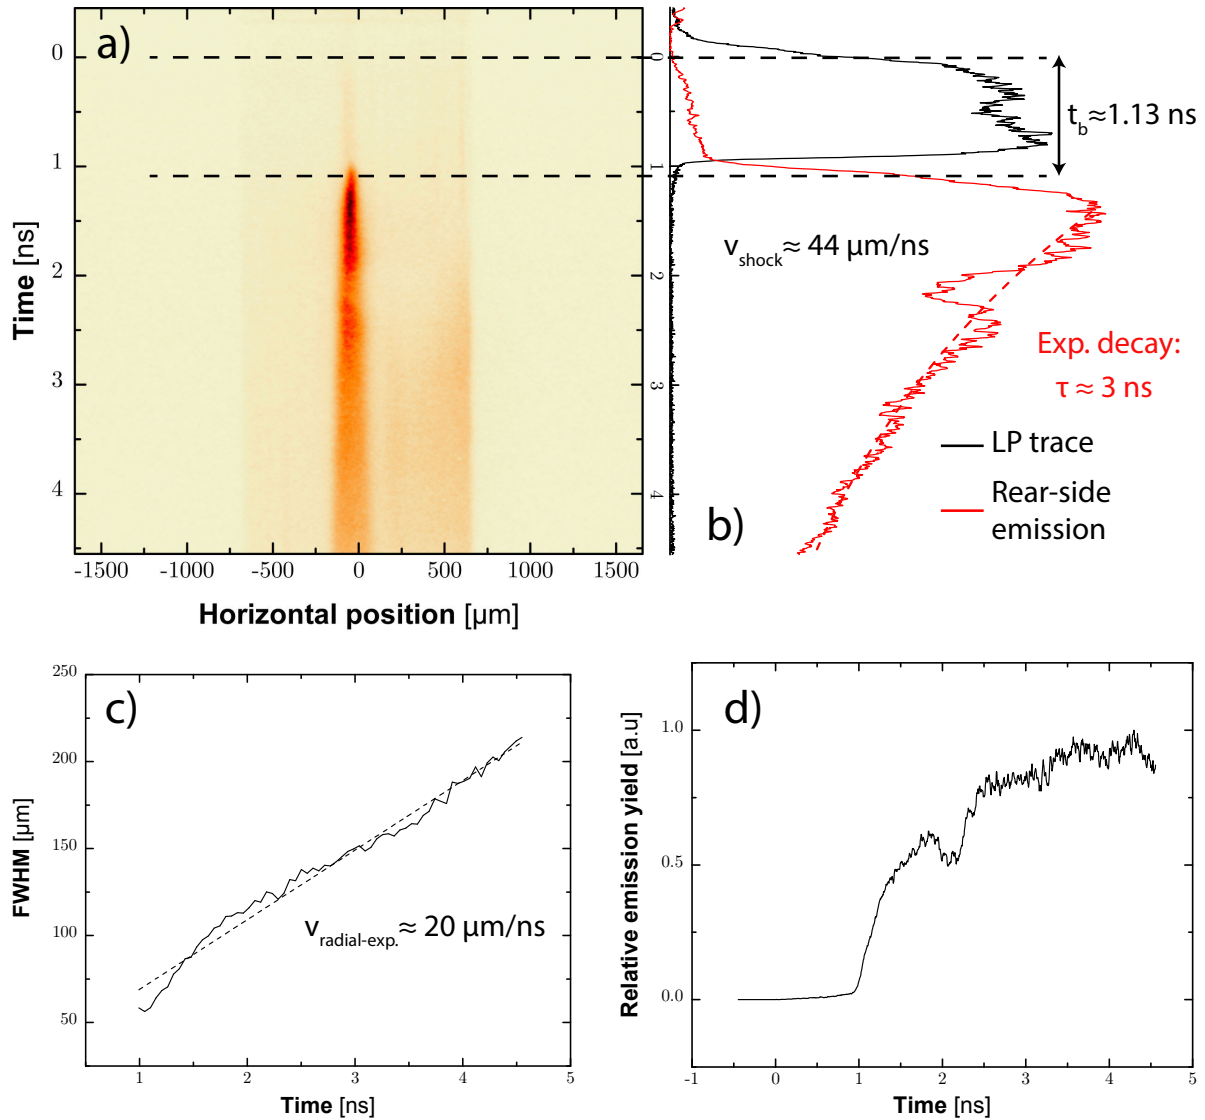 a)
0
1
2
3
4
Time [ns]
-1500
-1000
-500
0
500
1000
1500
Horizontal position [µm]
0
1
2
3
4
t_b≈1.13 ns
v_shock≈ 44 µm/ns
Exp. decay:
τ ≈ 3 ns
LP trace
Rear-side
emission
b)
c)
250
200
150
100
50
FWHM [µm]
v_radial-exp.≈ 20 µm/ns
1
2
3
4
5
Time [ns]
d)
1.0
0.5
0.0
Relative emission yield [a.u]
-1
0
1
2
3
4
5
Time [ns]